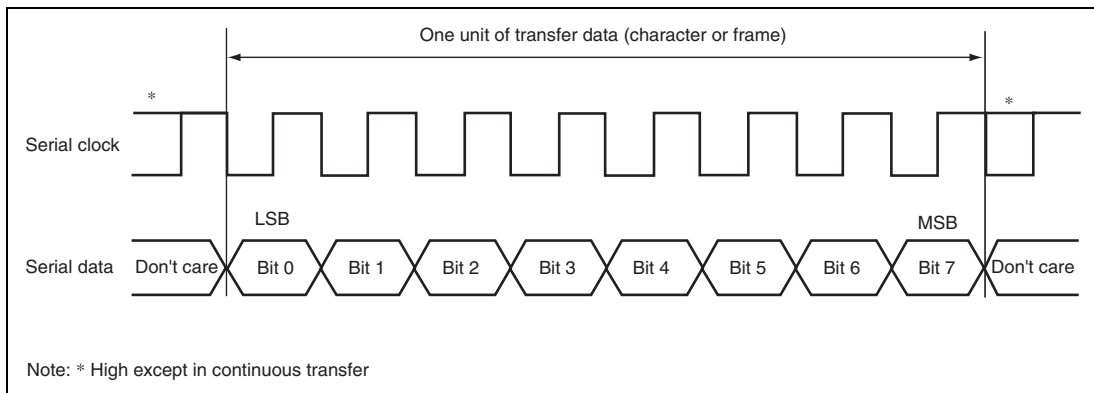 One unit of transfer data (character or frame)
* *
Serial clock
LSB MSB
Serial data Don't care Bit 0 Bit 1 Bit 2 Bit 3 Bit 4 Bit 5 Bit 6 Bit 7 Don't care
Note: * High except in continuous transfer